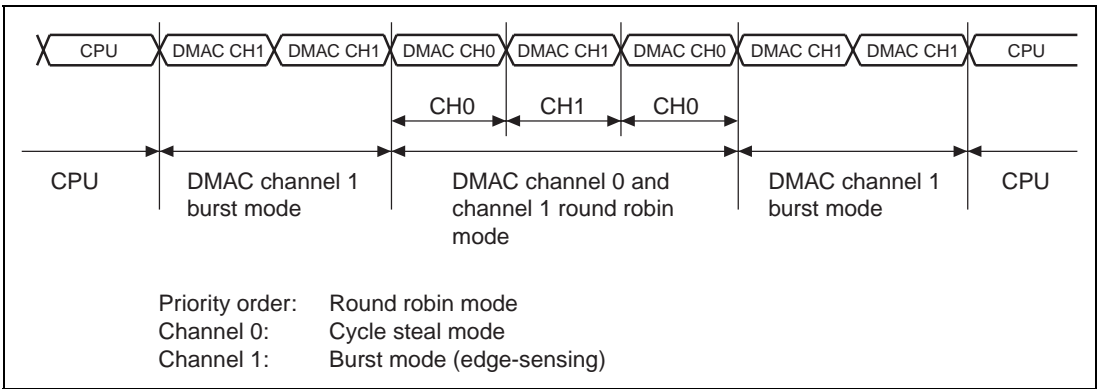 CPU DMAC CH1 DMAC CH1 DMAC CH0 DMAC CH1 DMAC CH0 DMAC CH1 DMAC CH1 CPU
CH0 CH1 CH0
CPU DMAC channel 1 DMAC channel 0 and DMAC channel 1 CPU
burst mode channel 1 round robin burst mode
mode
Priority order: Round robin mode
Channel 0: Cycle steal mode
Channel 1: Burst mode (edge-sensing)